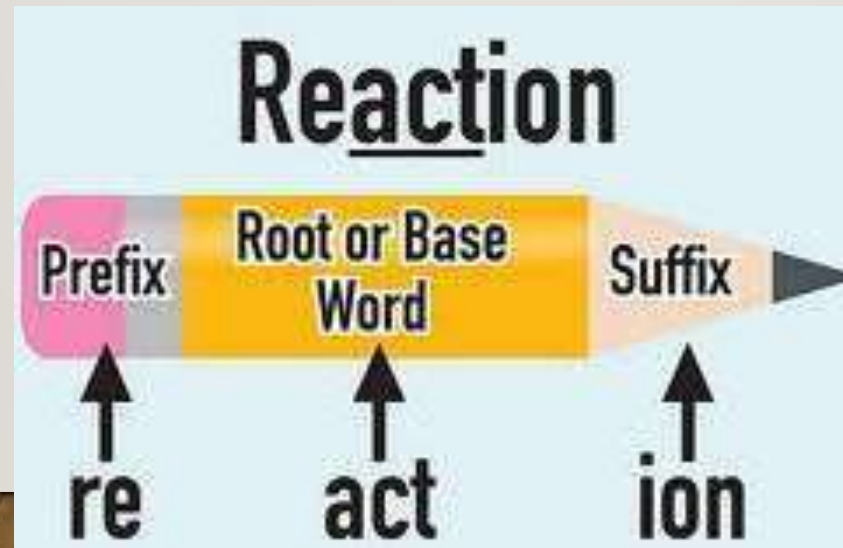 Reaction
Prefix
Root or Base
Word
Suffix
re
act
ion